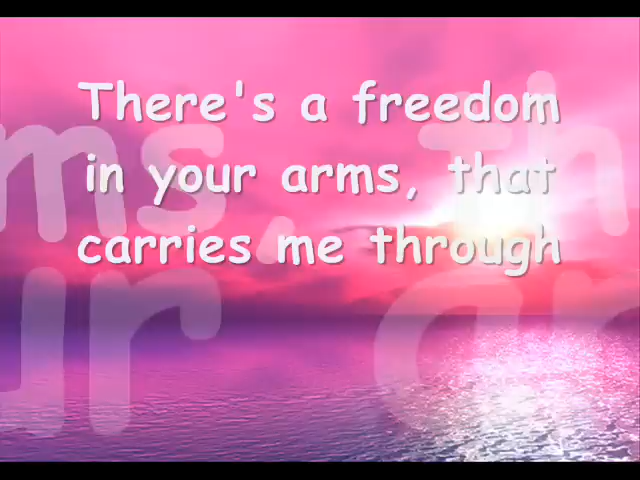 There's a freedom
in your arms, that
carries me through